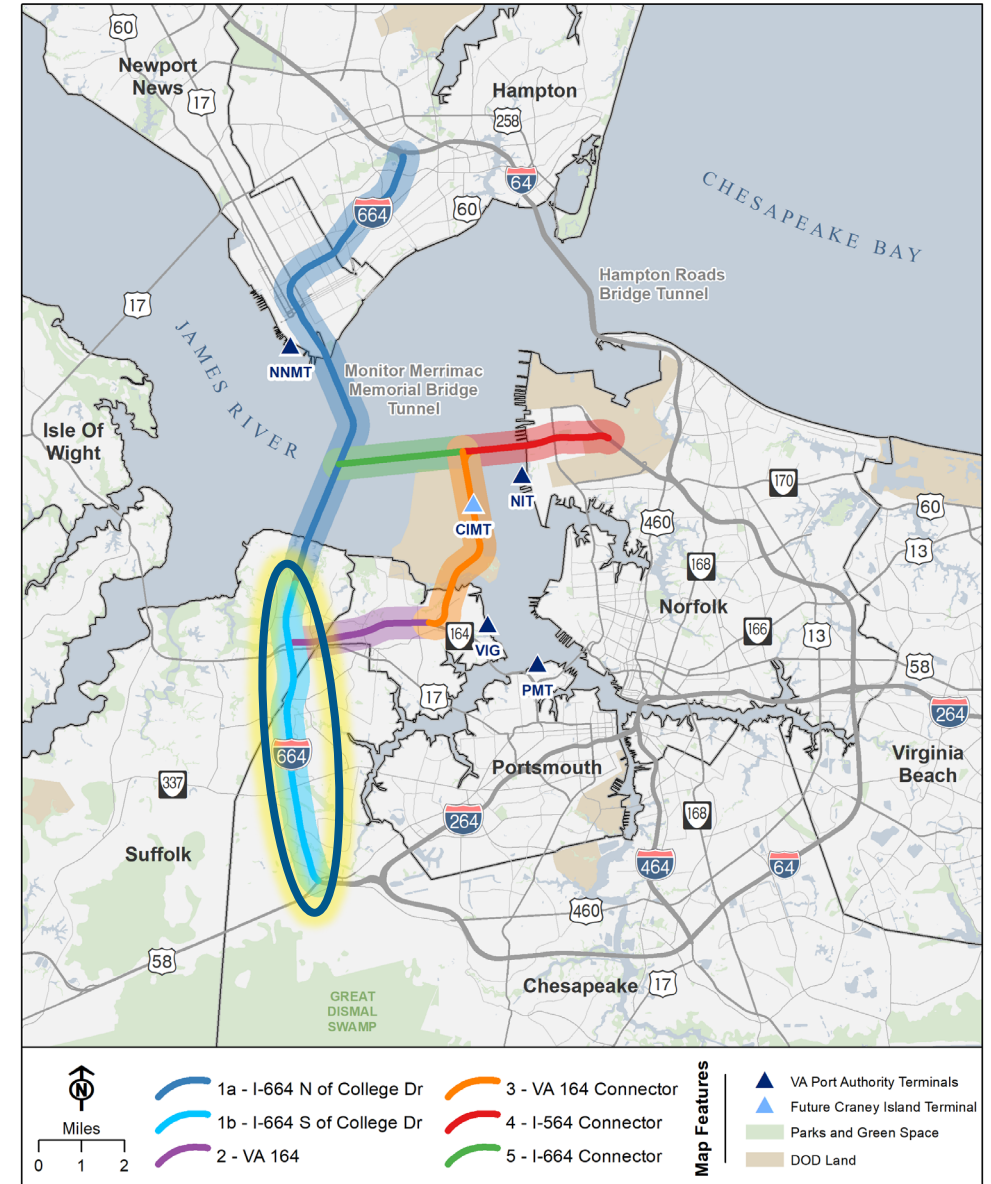 60
Newport
News
17
Hampton
258
64
664
60
CHESAPEAKE BAY
Hampton Roads
Bridge Tunnel
17
JAMES RIVER
NNMT
Monitor Merrimac
Memorial Bridge
Tunnel
Isle Of
Wight
NIT
170
CIMT
460
60
13
168
Norfolk
166
13
164
VIG
58
PMT
17
264
664
Virginia
Beach
Portsmouth
337
264
168
Suffolk
464
64
460
58
Chesapeake
17
GREAT
DISMAL
SWAMP
N
Miles
0 1 2
1a - I-664 N of College Dr
1b - I-664 S of College Dr
2 - VA 164
3 - VA 164 Connector
4 - I-564 Connector
5 - I-664 Connector
Map Features
VA Port Authority Terminals
Future Craney Island Terminal
Parks and Green Space
DOD Land